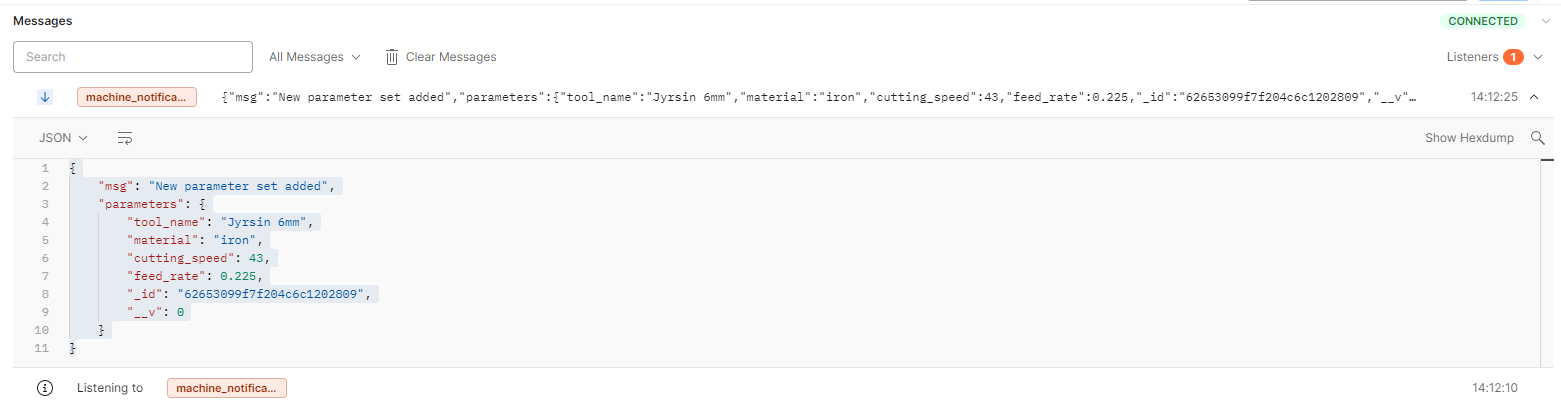 Messages
CONNECTED
Search
All Messages
Clear Messages
Listeners 1
machine_notifica...
{"msg":"New parameter set added","parameters":{"tool_name":"Jyrsin 6mm","material":"iron","cutting_speed":43,"feed_rate":0.225,"_id":"62653099f7f204c6c1202809","__v"...
14:12:25
JSON
Show Hexdump
1 {
2 "msg": "New parameter set added",
3 "parameters": {
4 "tool_name": "Jyrsin 6mm",
5 "material": "iron",
6 "cutting_speed": 43,
7 "feed_rate": 0.225,
8 "_id": "62653099f7f204c6c1202809",
9 "__v": 0
10 }
11 }
Listening to machine_notifica...
14:12:10